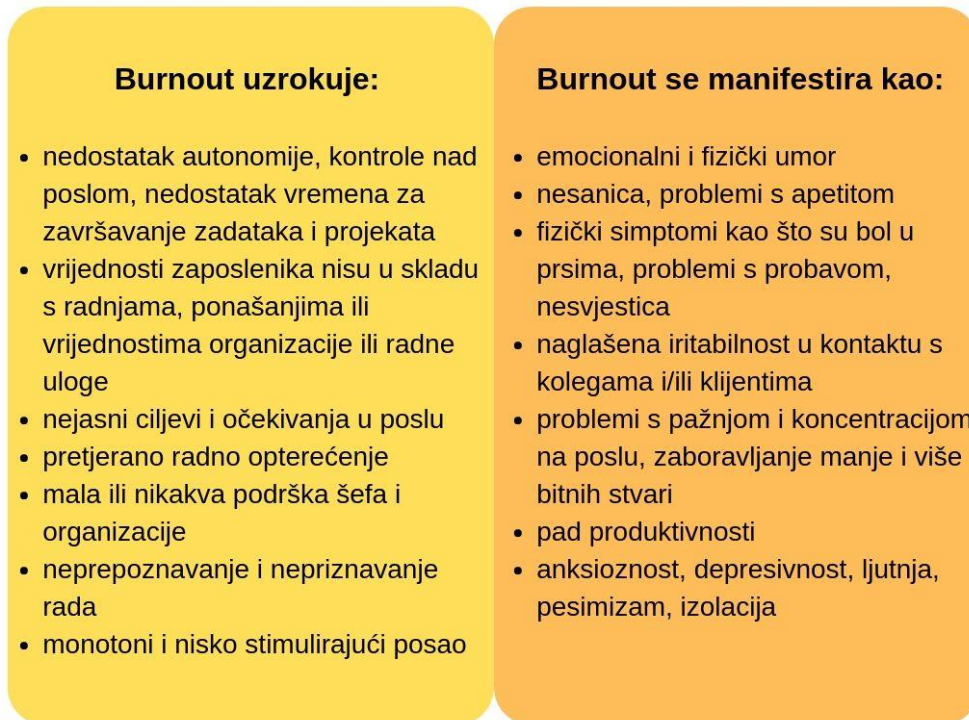 Burnout uzrokuje:
• nedostatak autonomije, kontrole nad
poslom, nedostatak vremena za
završavanje zadataka i projekata
• vrijednosti zaposlenika nisu u skladu
s radnjama, ponašanjima ili
vrijednostima organizacije ili radne
uloge
• nejasni ciljevi i očekivanja u poslu
• pretjerano radno opterećenje
• mala ili nikakva podrška šefa i
organizacije
• neprepoznavanje i nepriznavanje
rada
• monotoni i nisko stimulirajući posao
Burnout se manifestira kao:
• emocionalni i fizički umor
• nesanica, problemi s apetitom
• fizički simptomi kao što su bol u
prsima, problemi s probavom,
nesvjestica
• naglašena iritabilnost u kontaktu s
kolegama i/ili klijentima
• problemi s pažnjom i koncentracijom
na poslu, zaboravljanje manje i više
bitnih stvari
• pad produktivnosti
• anksioznost, depresivnost, ljutnja,
pesimizam, izolacija